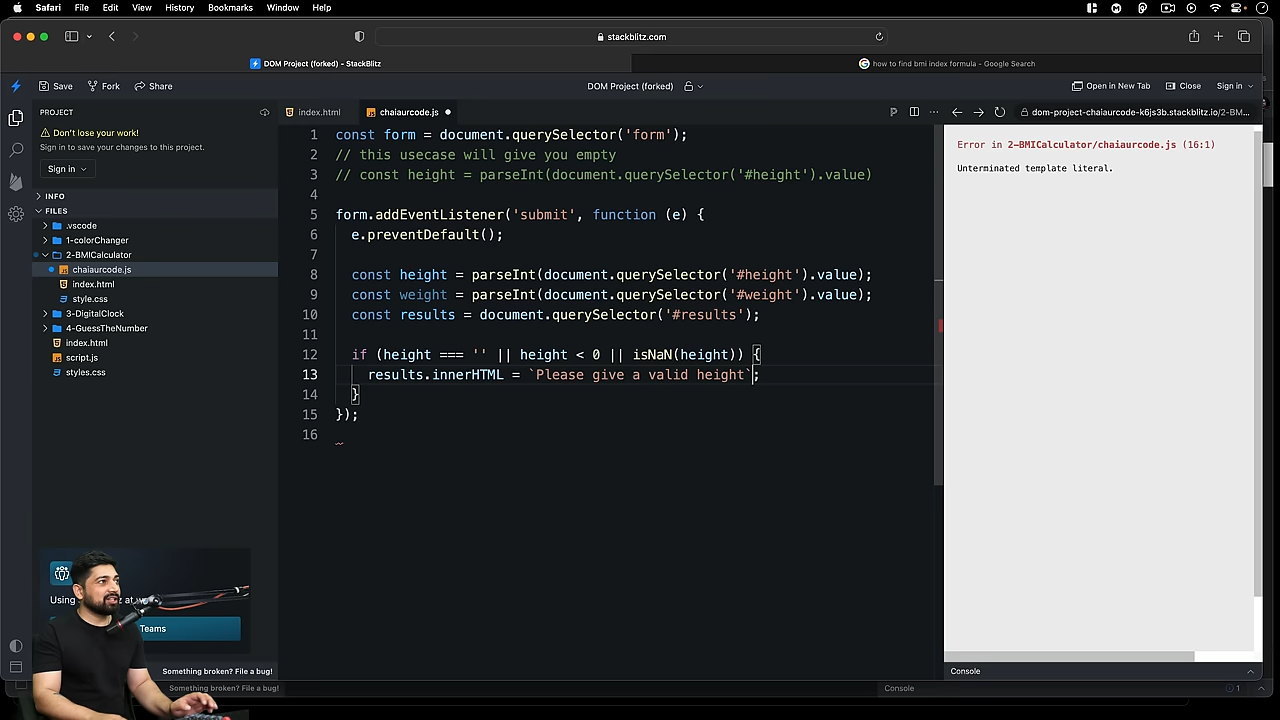 Safari File Edit View History Bookmarks Window Help
stackblitz.com
DOM Project (forked) - StackBlitz
how to find bmi index formula - Google Search
Save Fork Share
DOM Project (forked)
Open in New Tab Close Sign in
PROJECT
Don't lose your work!
Sign in to save your changes to this project.
Sign in
INFO
FILES
.vscode
1-colorChanger
2-BMICalculator
chaiaurcode.js
index.html
style.css
3-DigitalClock
4-GuessTheNumber
index.html
script.js
styles.css
Using
at
Teams
Something broken? File a bug!
Something broken? File a bug!
index.html chaiaurcode.js
1 const form = document.querySelector('form');
2 // this usecase will give you empty
3 // const height = parseInt(document.querySelector('#height').value)
4
5 form.addEventListener('submit', function (e) {
6 e.preventDefault();
7
8 const height = parseInt(document.querySelector('#height').value);
9 const weight = parseInt(document.querySelector('#weight').value);
10 const results = document.querySelector('#results');
11
12 if (height === '' || height < 0 || isNaN(height)) {
13 results.innerHTML = `Please give a valid height`;
14 }
15 });
16
dom-project-chaiaurcode-k6js3b.stackblitz.io/2-BM...
Error in 2-BMICalculator/chaiaurcode.js (16:1)
Unterminated template literal.
Console
Console
1